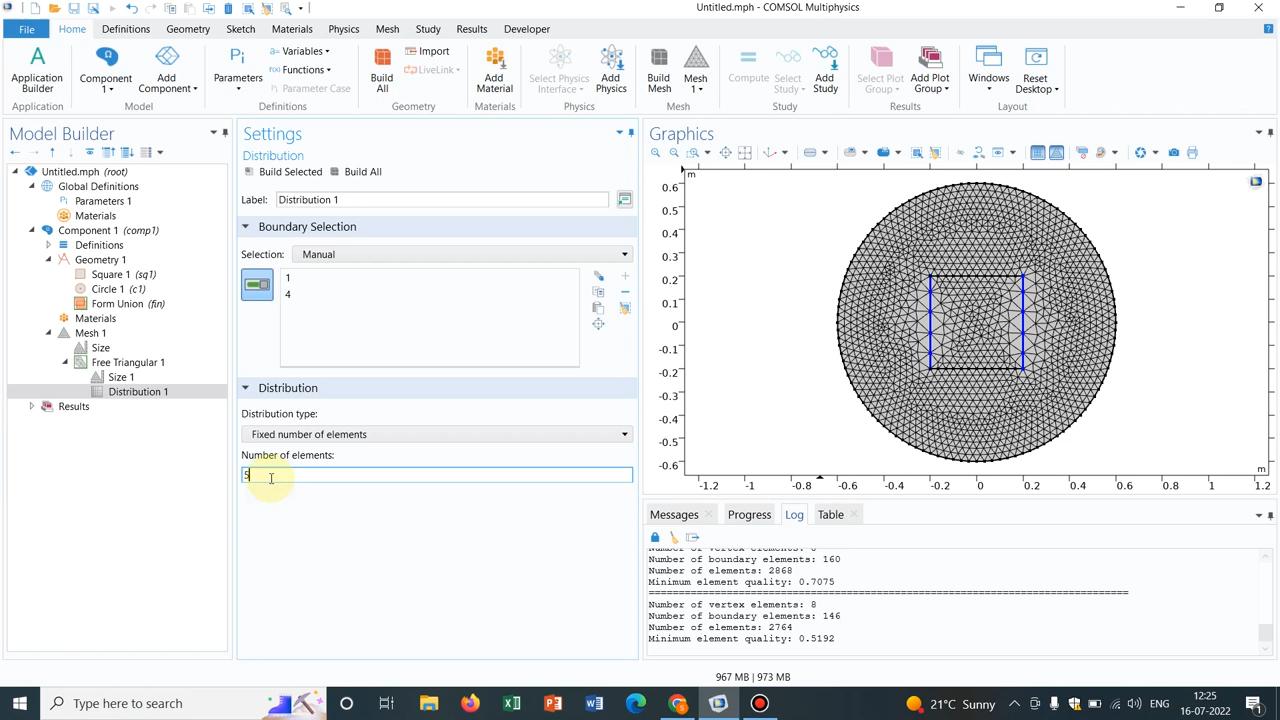 Untitled.mph - COMSOL Multiphysics
File
Home
Definitions
Geometry
Sketch
Materials
Physics
Mesh
Study
Results
Developer
Application Builder
Component 1
Add Component
Parameters
a= Variables
f(x) Functions
Parameter Case
Build All
Import
LiveLink
Add Material
Select Physics Interface
Add Physics
Build Mesh
Mesh 1
Compute
Select Study
Add Study
Select Plot Group
Add Plot Group
Windows
Reset Desktop
Application
Model
Definitions
Geometry
Materials
Physics
Mesh
Study
Results
Layout
Model Builder
Untitled.mph (root)
Global Definitions
Parameters 1
Materials
Component 1 (comp1)
Definitions
Geometry 1
Square 1 (sq1)
Circle 1 (c1)
Form Union (fin)
Materials
Mesh 1
Size
Free Triangular 1
Size 1
Distribution 1
Results
Settings
Distribution
Build Selected
Build All
Label: Distribution 1
Boundary Selection
Selection: Manual
1
4
Distribution
Distribution type:
Fixed number of elements
Number of elements:
5
Graphics
m
0.6
0.5
0.4
0.3
0.2
0.1
0
-0.1
-0.2
-0.3
-0.4
-0.5
-0.6
m
-1.2 -1 -0.8 -0.6 -0.4 -0.2 0 0.2 0.4 0.6 0.8 1 1.2
Messages
Progress
Log
Table
Number of boundary elements: 160
Number of elements: 2868
Minimum element quality: 0.7075
Number of vertex elements: 8
Number of boundary elements: 146
Number of elements: 2764
Minimum element quality: 0.5192
967 MB | 973 MB
Type here to search
21°C Sunny
ENG
12:25
16-07-2022